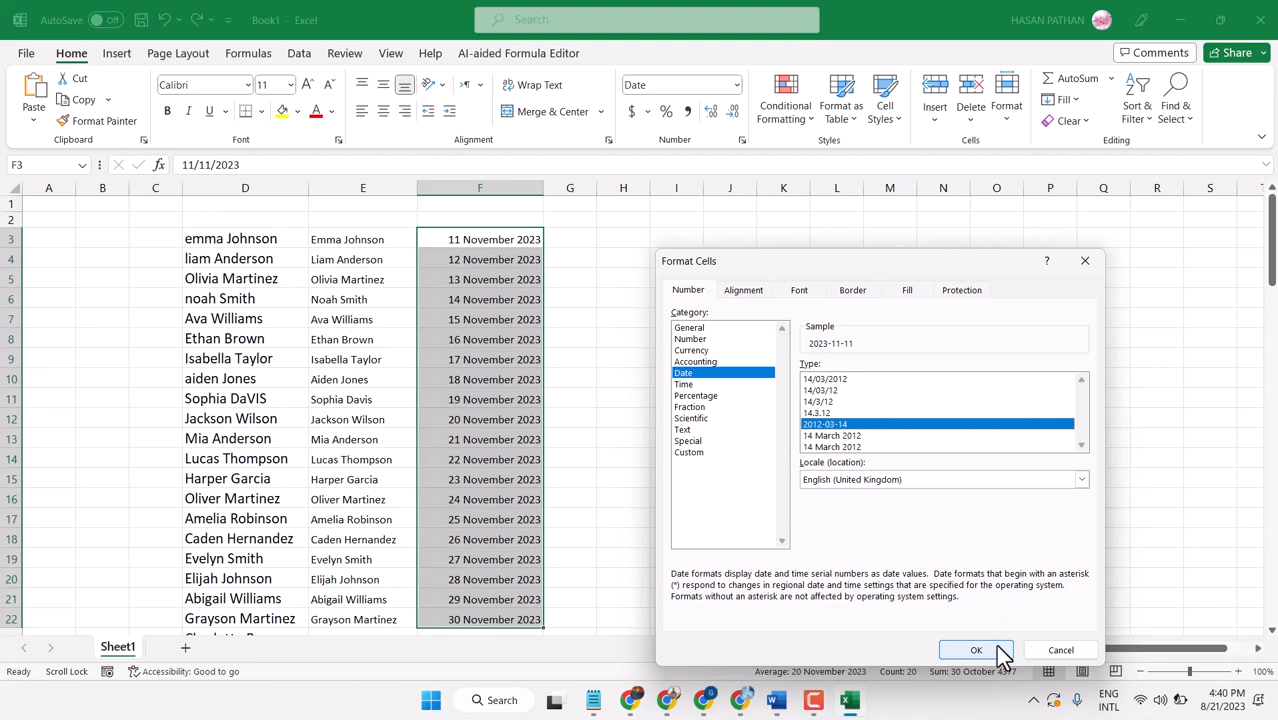 AutoSave Off Book1 - Excel Search HASAN PATHAN
File Home Insert Page Layout Formulas Data Review View Help AI-aided Formula Editor Comments Share
Paste Cut Copy Format Painter Clipboard
Calibri 11 B I U A Font
Wrap Text Merge & Center Alignment
Date $ % Number
Conditional Formatting Format as Table Cell Styles Styles
Insert Delete Format Cells
AutoSum Fill Clear Sort & Filter Find & Select Editing
F3 fx 11/11/2023
A B C D E F G H I J K L M N O P Q R S
1
2
3 emma Johnson Emma Johnson 11 November 2023
4 liam Anderson Liam Anderson 12 November 2023
5 Olivia Martinez Olivia Martinez 13 November 2023
6 noah Smith Noah Smith 14 November 2023
7 Ava Williams Ava Williams 15 November 2023
8 Ethan Brown Ethan Brown 16 November 2023
9 Isabella Taylor Isabella Taylor 17 November 2023
10 aiden Jones Aiden Jones 18 November 2023
11 Sophia DaVIS Sophia Davis 19 November 2023
12 Jackson Wilson Jackson Wilson 20 November 2023
13 Mia Anderson Mia Anderson 21 November 2023
14 Lucas Thompson Lucas Thompson 22 November 2023
15 Harper Garcia Harper Garcia 23 November 2023
16 Oliver Martinez Oliver Martinez 24 November 2023
17 Amelia Robinson Amelia Robinson 25 November 2023
18 Caden Hernandez Caden Hernandez 26 November 2023
19 Evelyn Smith Evelyn Smith 27 November 2023
20 Elijah Johnson Elijah Johnson 28 November 2023
21 Abigail Williams Abigail Williams 29 November 2023
22 Grayson Martinez Grayson Martinez 30 November 2023
Format Cells ?
Number Alignment Font Border Fill Protection
Category:
General
Number
Currency
Accounting
Date
Time
Percentage
Fraction
Scientific
Text
Special
Custom
Sample
2023-11-11
Type:
14/03/2012
14/03/12
14/3/12
14.3.12
2012-03-14
14 March 2012
14 March 2012
Locale (location):
English (United Kingdom)
Date formats display date and time serial numbers as date values. Date formats that begin with an asterisk
(*) respond to changes in regional date and time settings that are specified for the operating system.
Formats without an asterisk are not affected by operating system settings.
OK Cancel
Sheet1
Ready Scroll Lock Accessibility: Good to go Average: 20 November 2023 Count: 20 Sum: 30 October 4377 100%
Search ENG INTL 4:40 PM 8/21/2023